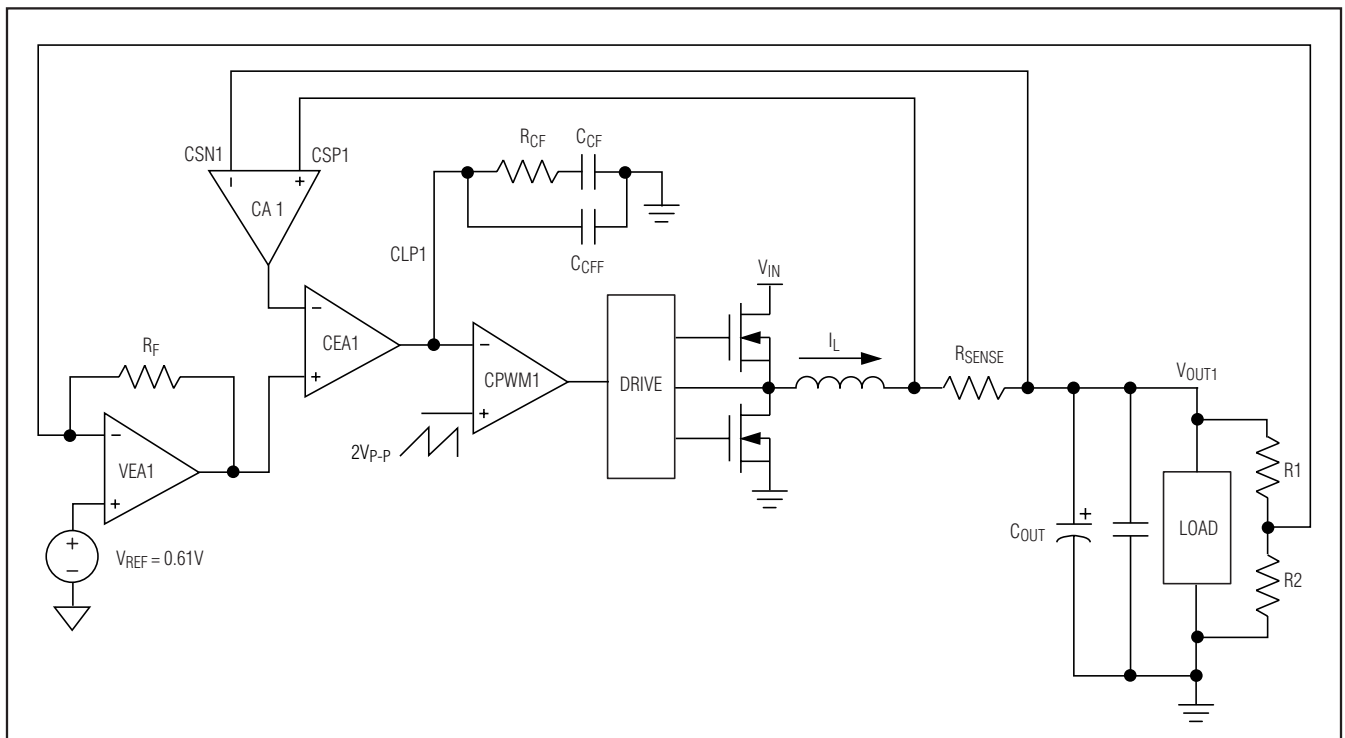 R_CF
C_CF
CSN1
CSP1
−
+
CA 1
CLP1
C_CFF
V_IN
−
CEA1
+
R_F
−
CPWM1
+
DRIVE
I_L
R_SENSE
V_OUT1
2V_P-P
−
VEA1
+
R1
+
C_OUT
LOAD
R2
+
−
V_REF = 0.61V